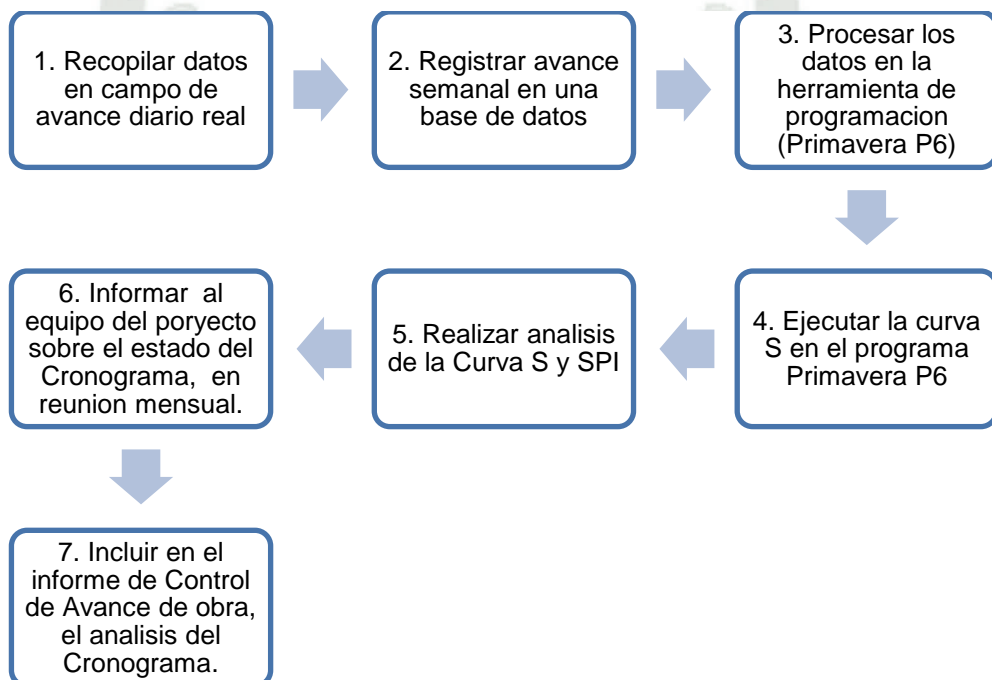 1. Recopilar datos
en campo de
avance diario real
2. Registrar avance
semanal en una
base de datos
3. Procesar los
datos en la
herramienta de
programacion
(Primavera P6)
4. Ejecutar la curva
S en el programa
Primavera P6
5. Realizar analisis
de la Curva S y SPI
6. Informar al
equipo del poryecto
sobre el estado del
Cronograma, en
reunion mensual.
7. Incluir en el
informe de Control
de Avance de obra,
el analisis del
Cronograma.